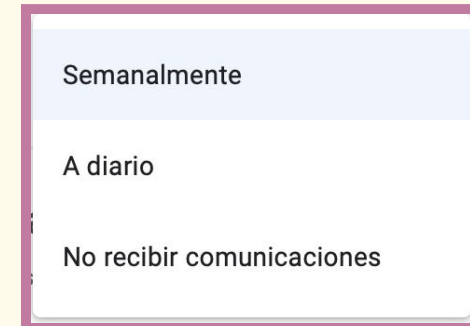 Semanalmente
A diario
No recibir comunicaciones